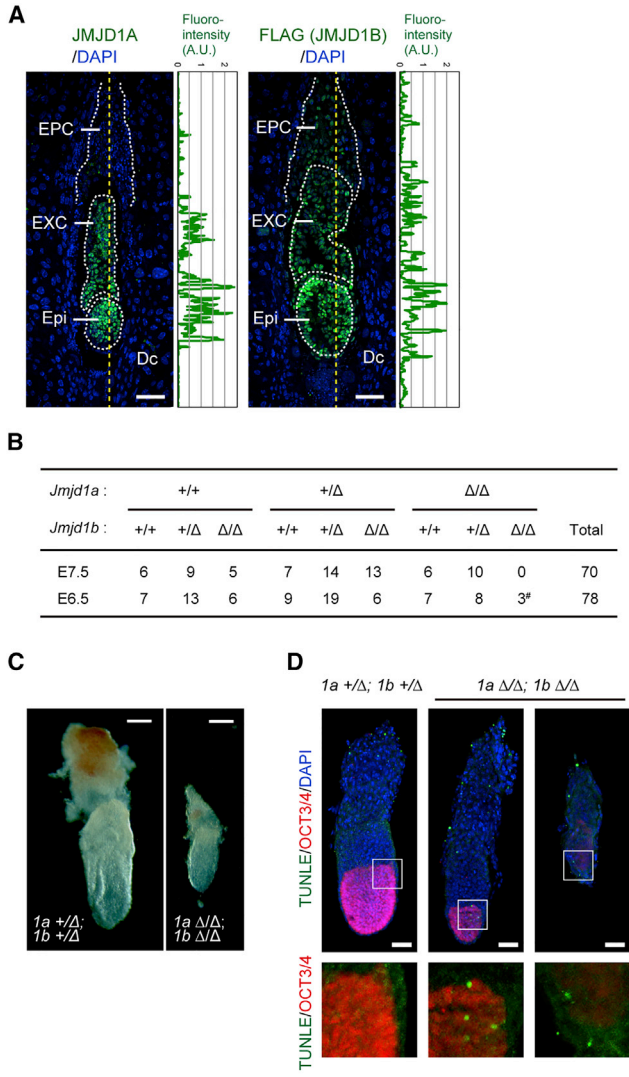 A
JMJD1A
/DAPI
Fluoro-
intensity
(A.U.)
0 1 2
EPC
EXC
Epi
Dc
FLAG (JMJD1B)
/DAPI
Fluoro-
intensity
(A.U.)
0 1 2
EPC
EXC
Epi
Dc
B
Jmjd1a : +/+ +/Δ Δ/Δ
Jmjd1b : +/+ +/Δ Δ/Δ +/+ +/Δ Δ/Δ +/+ +/Δ Δ/Δ Total
E7.5 6 9 5 7 14 13 6 10 0 70
E6.5 7 13 6 9 19 6 7 8 3# 78
C
1a +/Δ;
1b +/Δ
1a Δ/Δ;
1b Δ/Δ
D
1a +/Δ; 1b +/Δ
1a Δ/Δ; 1b Δ/Δ
TUNLE/OCT3/4/DAPI
TUNLE/OCT3/4